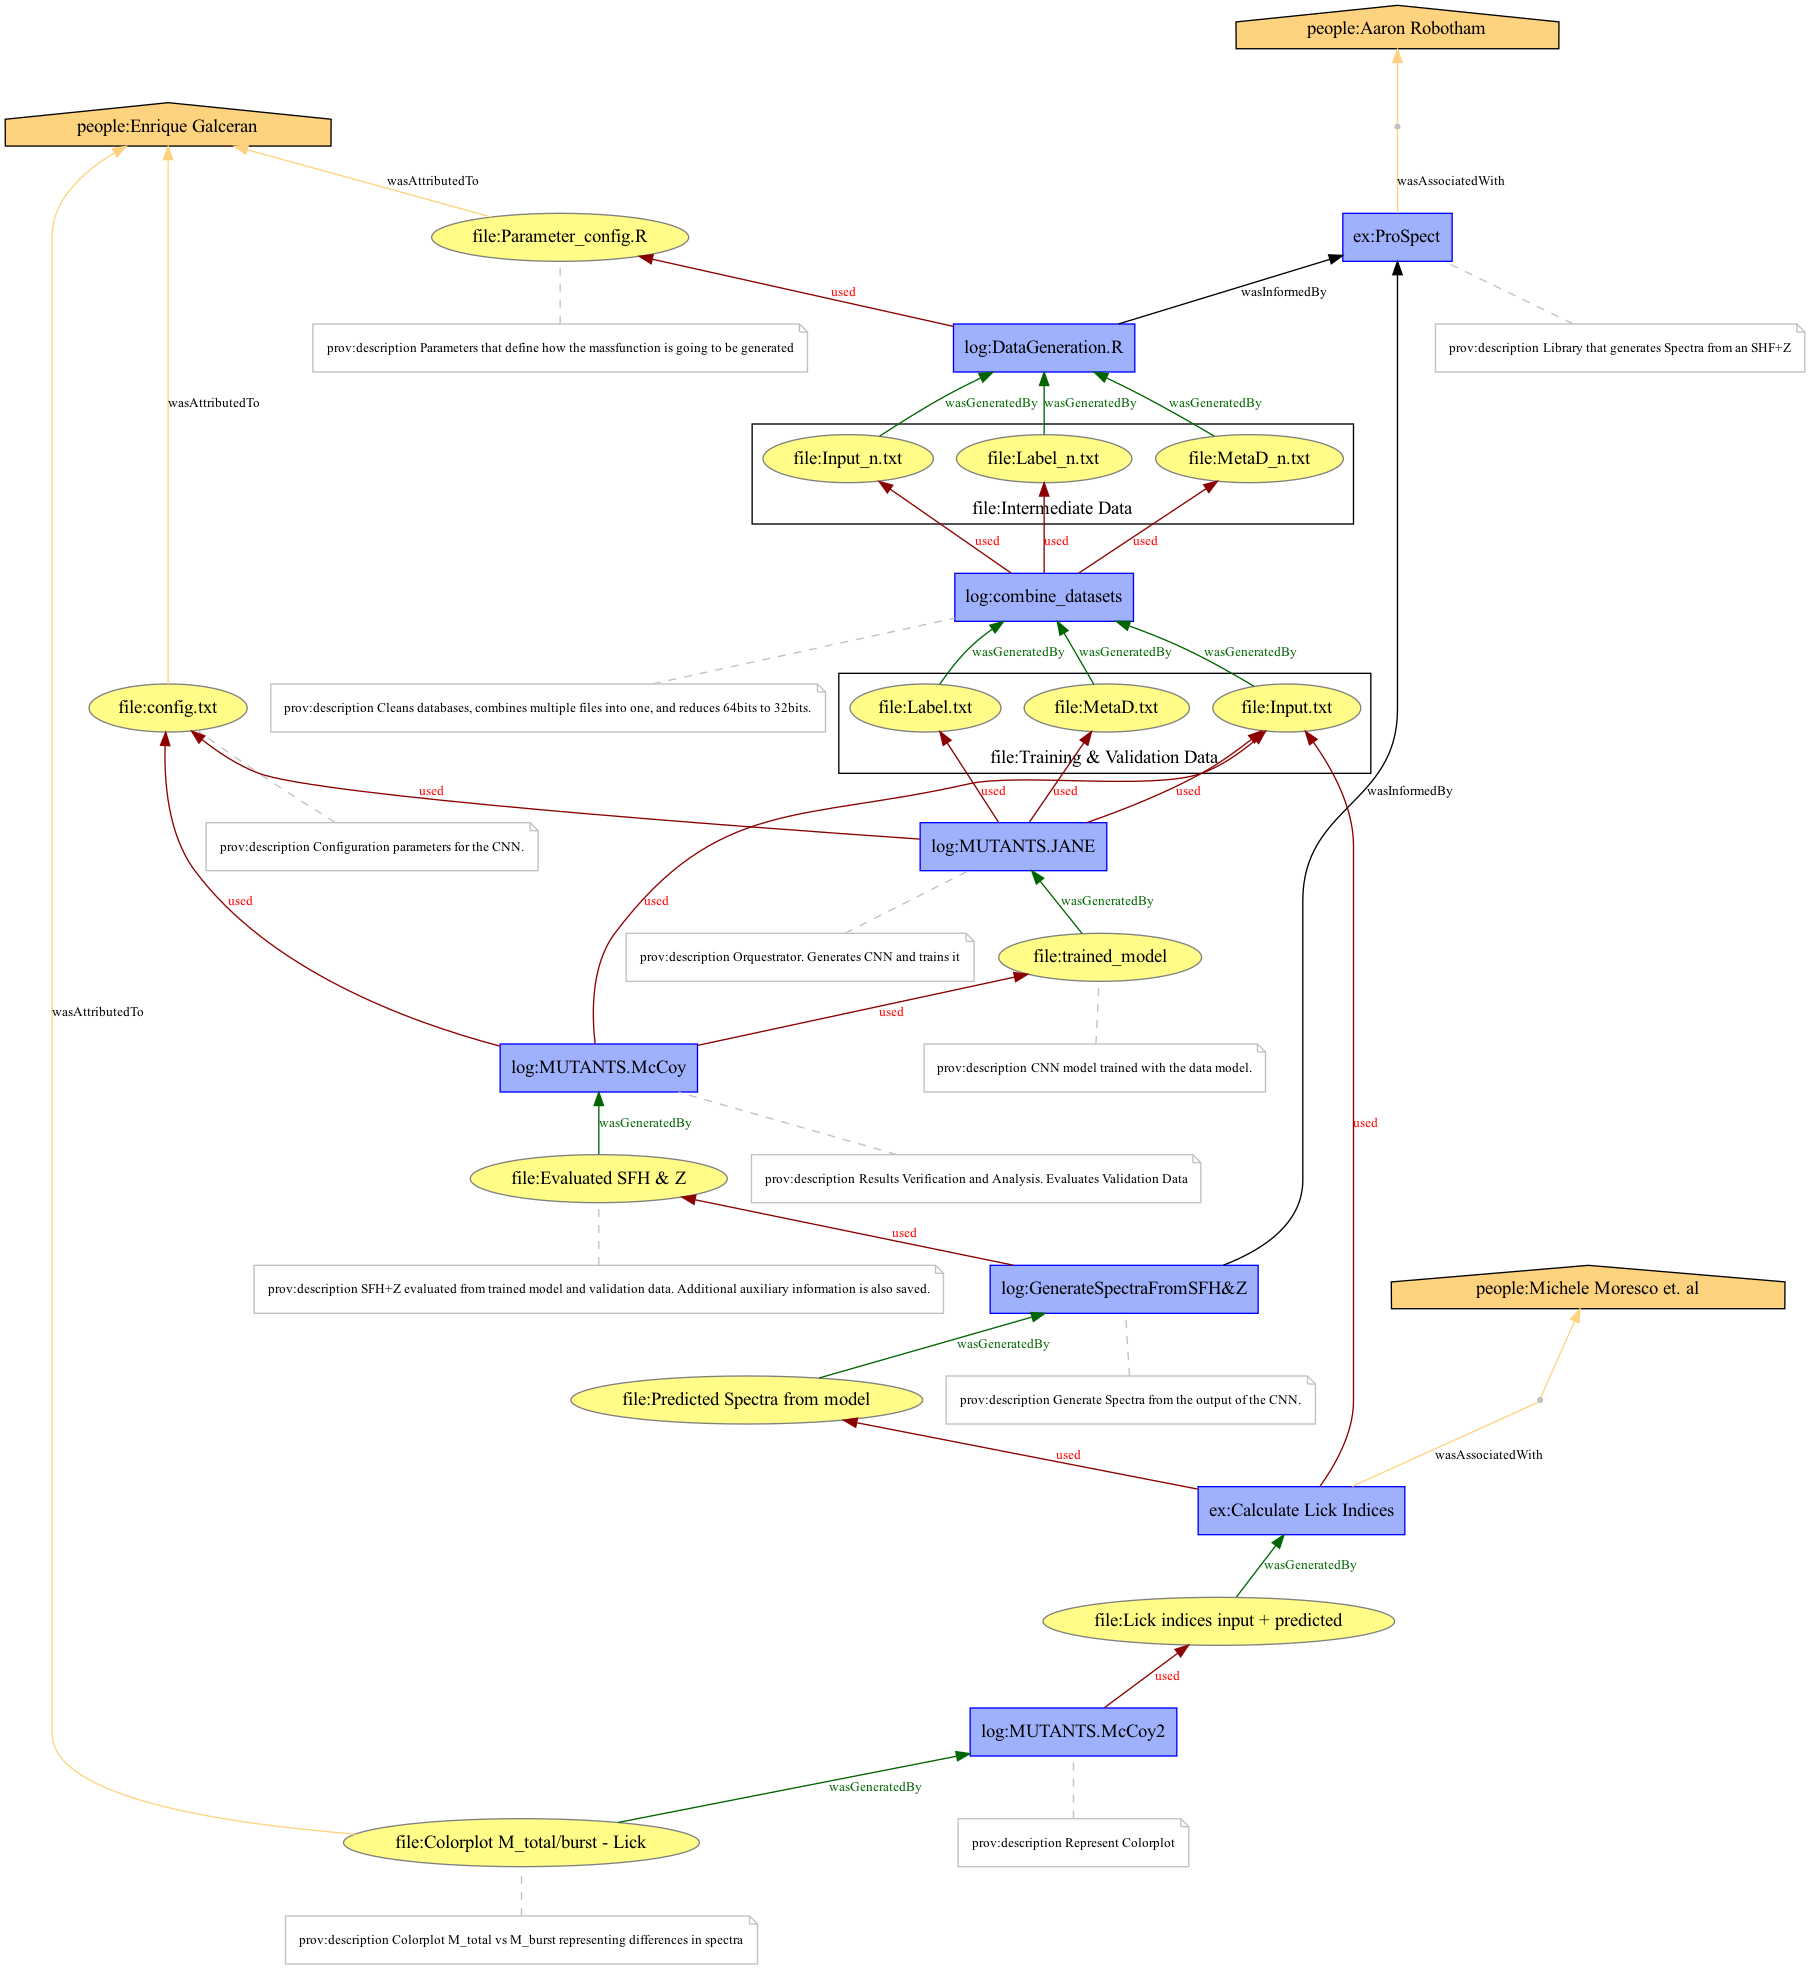 people:Aaron Robotham
people:Enrique Galceran
wasAttributedTo
wasAssociatedWith
file:Parameter_config.R
ex:ProSpect
used
wasInformedBy
prov:description Parameters that define how the massfunction is going to be generated
log:DataGeneration.R
prov:description Library that generates Spectra from an SHF+Z
wasAttributedTo
wasGeneratedBy
wasGeneratedBy
wasGeneratedBy
file:Input_n.txt
file:Label_n.txt
file:MetaD_n.txt
file:Intermediate Data
used
used
used
log:combine_datasets
wasGeneratedBy
wasGeneratedBy
wasGeneratedBy
file:config.txt
prov:description Cleans databases, combines multiple files into one, and reduces 64bits to 32bits.
file:Label.txt
file:MetaD.txt
file:Input.txt
file:Training & Validation Data
used
used
used
used
wasInformedBy
prov:description Configuration parameters for the CNN.
log:MUTANTS.JANE
used
used
wasGeneratedBy
prov:description Orquestrator. Generates CNN and trains it
file:trained_model
wasAttributedTo
used
log:MUTANTS.McCoy
prov:description CNN model trained with the data model.
wasGeneratedBy
used
file:Evaluated SFH & Z
prov:description Results Verification and Analysis. Evaluates Validation Data
used
prov:description SFH+Z evaluated from trained model and validation data. Additional auxiliary information is also saved.
log:GenerateSpectraFromSFH&Z
people:Michele Moresco et. al
wasGeneratedBy
file:Predicted Spectra from model
prov:description Generate Spectra from the output of the CNN.
used
wasAssociatedWith
ex:Calculate Lick Indices
wasGeneratedBy
file:Lick indices input + predicted
used
log:MUTANTS.McCoy2
wasGeneratedBy
file:Colorplot M_total/burst - Lick
prov:description Represent Colorplot
prov:description Colorplot M_total vs M_burst representing differences in spectra